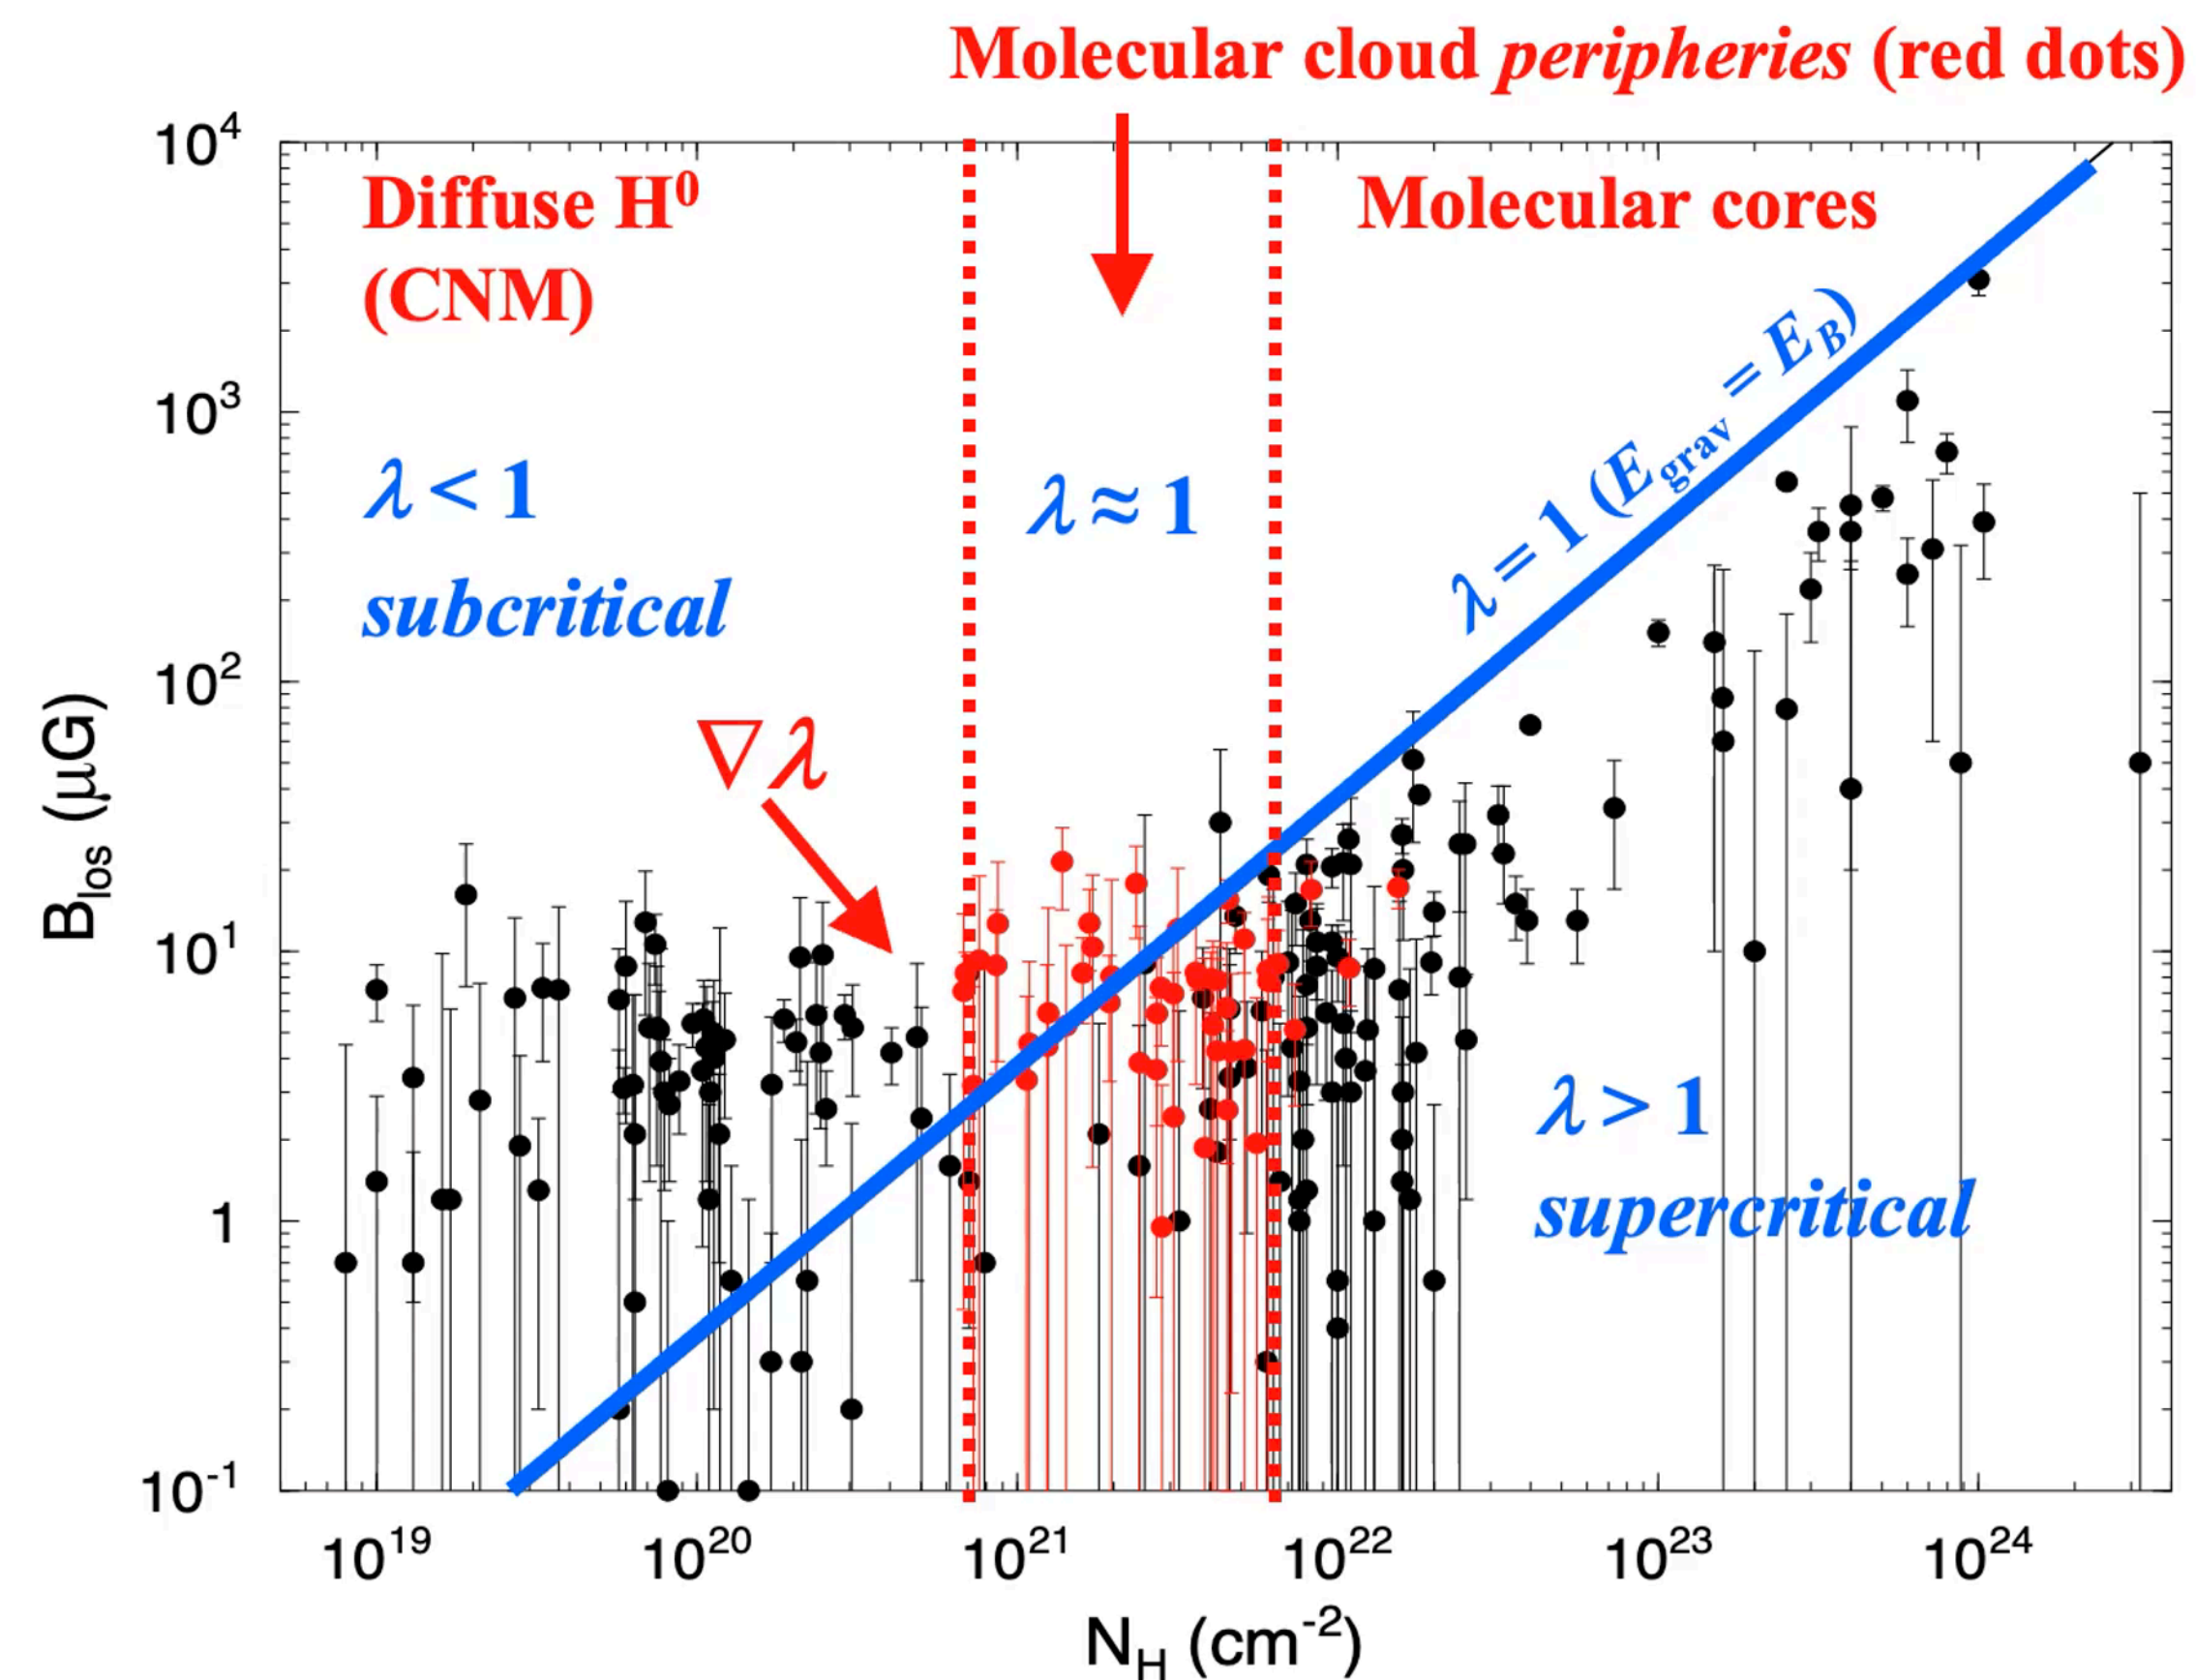 Molecular cloud peripheries (red dots)
Diffuse H⁰
(CNM)
Molecular cores
λ < 1
subcritical
λ ≈ 1
λ = 1 (E_grav = E_B)
∇λ
λ > 1
supercritical
B_los (μG)
10⁴
10³
10²
10¹
1
10⁻¹
10¹⁹ 10²⁰ 10²¹ 10²² 10²³ 10²⁴
N_H (cm⁻²)